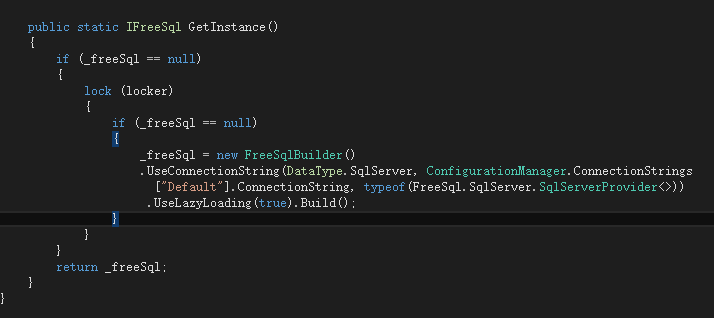 public static IFreeSql GetInstance()
{
if (_freeSql == null)
{
lock (locker)
{
if (_freeSql == null)
{
_freeSql = new FreeSqlBuilder()
.UseConnectionString(DataType.SqlServer, ConfigurationManager.ConnectionStrings
["Default"].ConnectionString, typeof(FreeSql.SqlServer.SqlServerProvider<>))
.UseLazyLoading(true).Build();
}
}
}
return _freeSql;
}
}